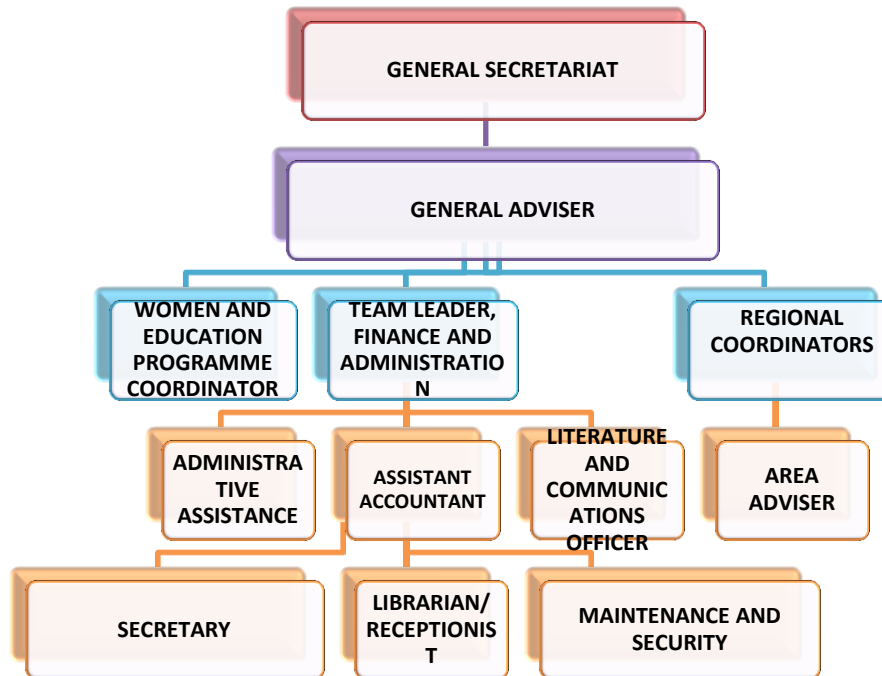 GENERAL SECRETARIAT
GENERAL ADVISER
WOMEN AND
EDUCATION
PROGRAMME
COORDINATOR
TEAM LEADER,
FINANCE AND
ADMINISTRATIO
N
REGIONAL
COORDINATORS
ADMINISTRA
TIVE
ASSISTANCE
ASSISTANT
ACCOUNTANT
LITERATURE
AND
COMMUNIC
ATIONS
OFFICER
AREA
ADVISER
SECRETARY
LIBRARIAN/
RECEPTIONIS
T
MAINTENANCE AND
SECURITY